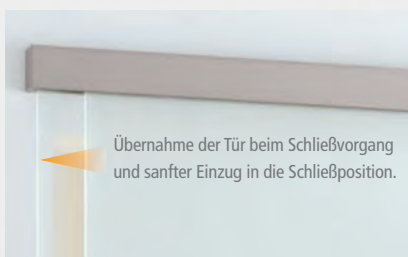 Übernahme der Tür beim Schließvorgang
und sanfter Einzug in die Schließposition.